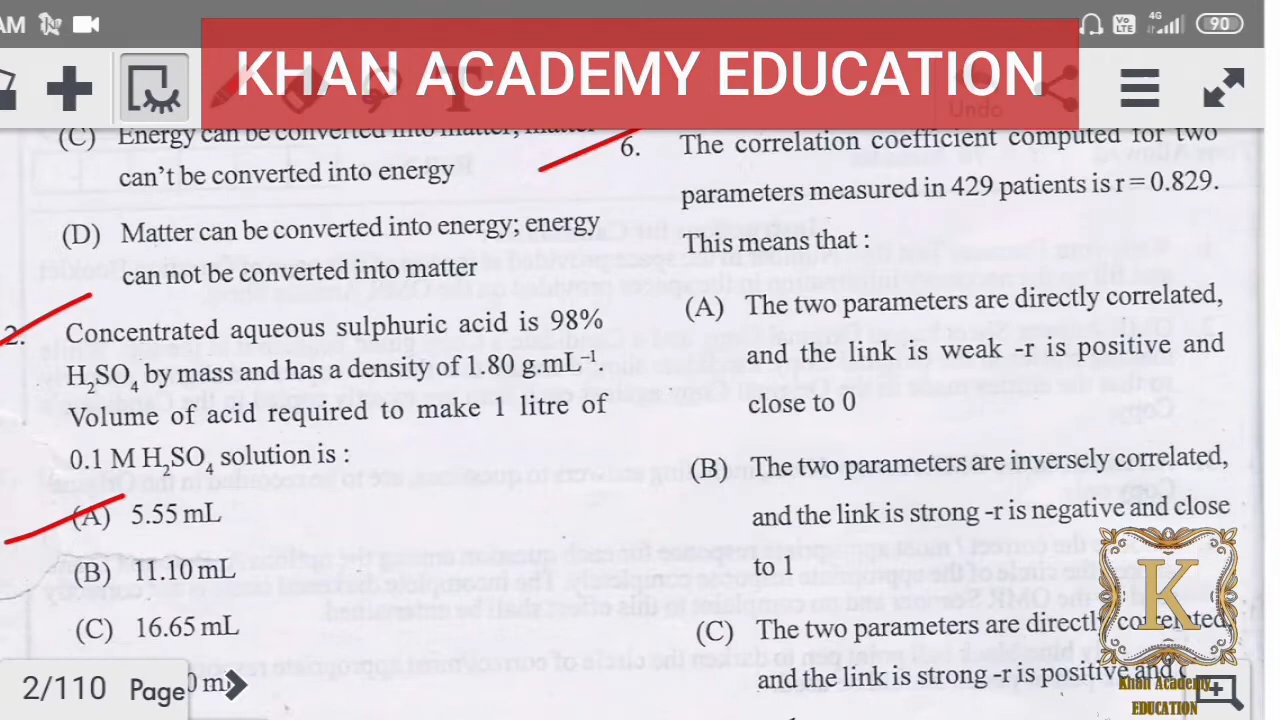 AM
Vo
LTE
4G
90
KHAN ACADEMY EDUCATION
T
Undo
(C) Energy can be converted into matter; matter
can't be converted into energy
(D) Matter can be converted into energy; energy
can not be converted into matter
2. Concentrated aqueous sulphuric acid is 98%
H₂SO₄ by mass and has a density of 1.80 g.mL⁻¹.
Volume of acid required to make 1 litre of
0.1 M H₂SO₄ solution is :
(A) 5.55 mL
(B) 11.10 mL
(C) 16.65 mL
2/110 Page
6. The correlation coefficient computed for two
parameters measured in 429 patients is r = 0.829.
This means that :
(A) The two parameters are directly correlated,
and the link is weak -r is positive and
close to 0
(B) The two parameters are inversely correlated,
and the link is strong -r is negative and close
to 1
(C) The two parameters are directly correlated,
and the link is strong -r is positive and
K
Khan Academy
EDUCATION